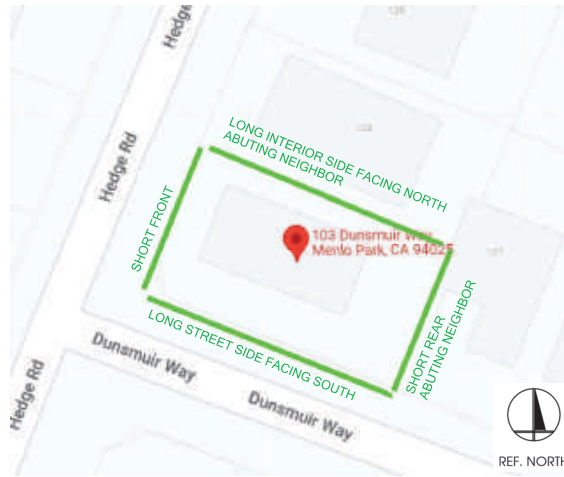 Hedge Rd
Hedge Rd
LONG INTERIOR SIDE FACING NORTH
ABUTING NEIGHBOR
SHORT FRONT
103 Dunsmuir Way
Menlo Park, CA 94025
LONG STREET SIDE FACING SOUTH
SHORT REAR
ABUTING NEIGHBOR
Dunsmuir Way
Dunsmuir Way
Hedge Rd
REF. NORTH